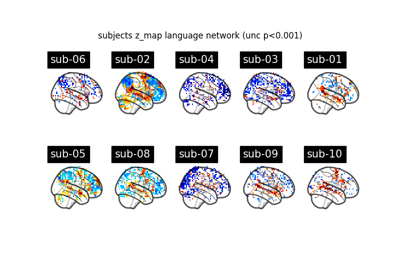 subjects z_map language network (unc p<0.001)
sub-06 sub-02 sub-04 sub-03 sub-01
sub-05 sub-08 sub-07 sub-09 sub-10